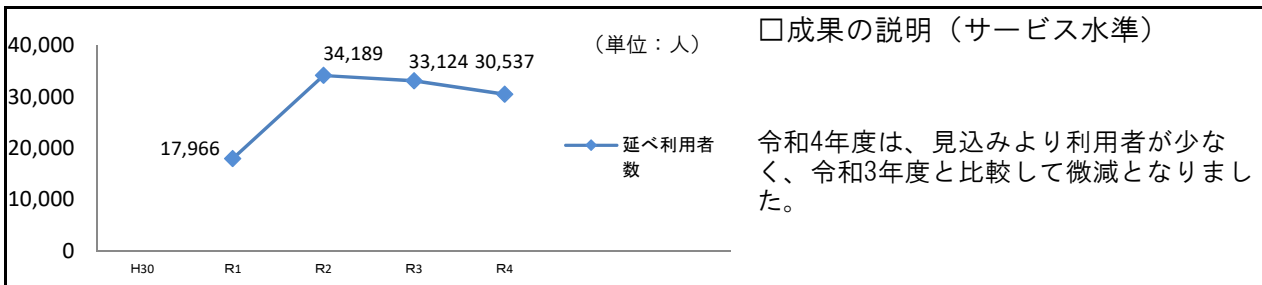 40,000
30,000
20,000
10,000
0
（単位：人）
17,966
34,189
33,124
30,537
H30
R1
R2
R3
R4
延べ利用者
数
□成果の説明（サービス水準）
令和4年度は、見込みより利用者が少な
く、令和3年度と比較して微減となりまし
た。